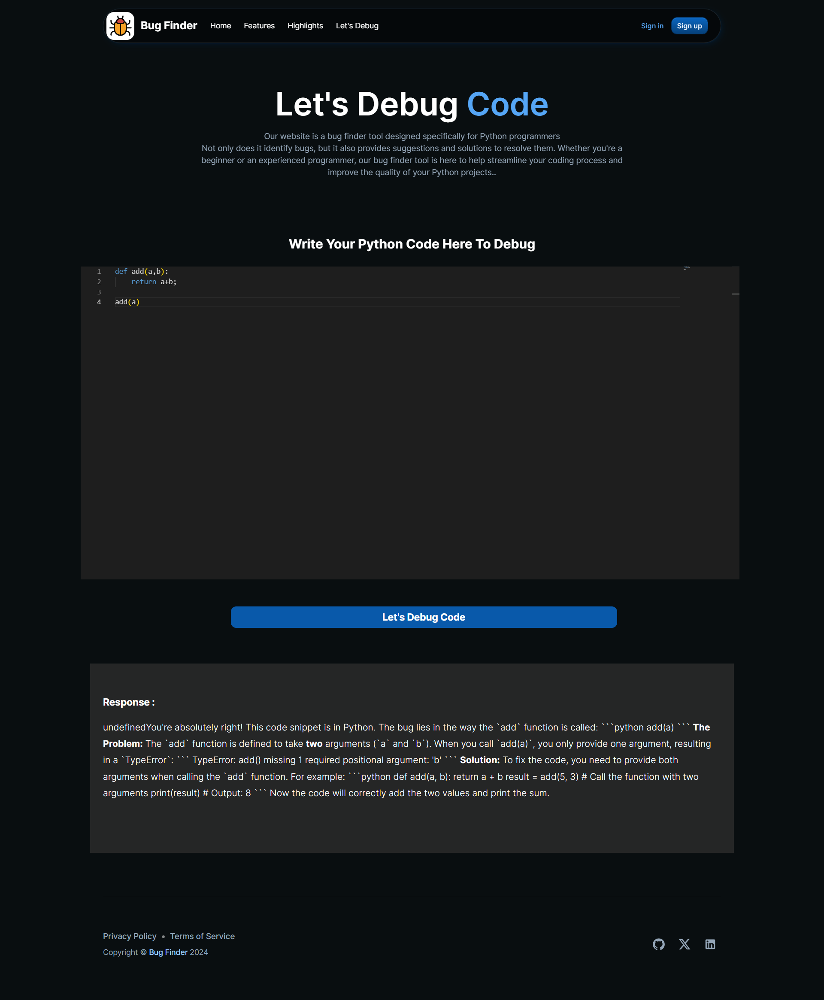 Bug Finder Home Features Highlights Let's Debug Sign in Sign up
Let's Debug Code
Our website is a bug finder tool designed specifically for Python programmers
Not only does it identify bugs, but it also provides suggestions and solutions to resolve them. Whether you're a
beginner or an experienced programmer, our bug finder tool is here to help streamline your coding process and
improve the quality of your Python projects..
Write Your Python Code Here To Debug
1 def add(a,b):
2     return a+b;
3
4 add(a)
Let's Debug Code
Response :
undefinedYou're absolutely right! This code snippet is in Python. The bug lies in the way the `add` function is called: ```python add(a) ``` The
Problem: The `add` function is defined to take two arguments (`a` and `b`). When you call `add(a)`, you only provide one argument, resulting
in a `TypeError`: ``` TypeError: add() missing 1 required positional argument: 'b' ``` Solution: To fix the code, you need to provide both
arguments when calling the `add` function. For example: ```python def add(a, b): return a + b result = add(5, 3) # Call the function with two
arguments print(result) # Output: 8 ``` Now the code will correctly add the two values and print the sum.
Privacy Policy • Terms of Service
Copyright © Bug Finder 2024